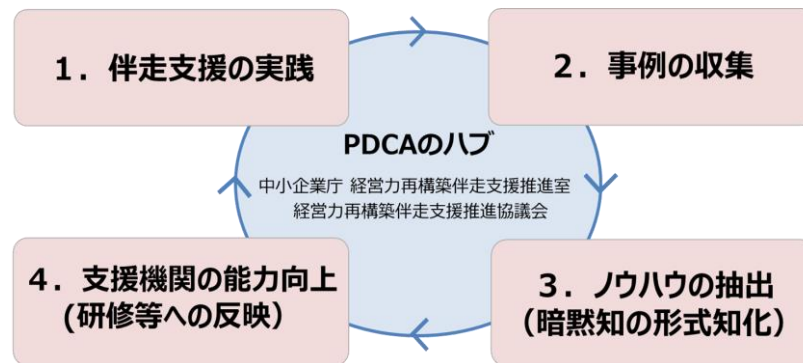 1．伴走支援の実践
2．事例の収集
PDCAのハブ
中小企業庁 経営力再構築伴走支援推進室
経営力再構築伴走支援推進協議会
4．支援機関の能力向上
(研修等への反映）
3．ノウハウの抽出
（暗黙知の形式知化）